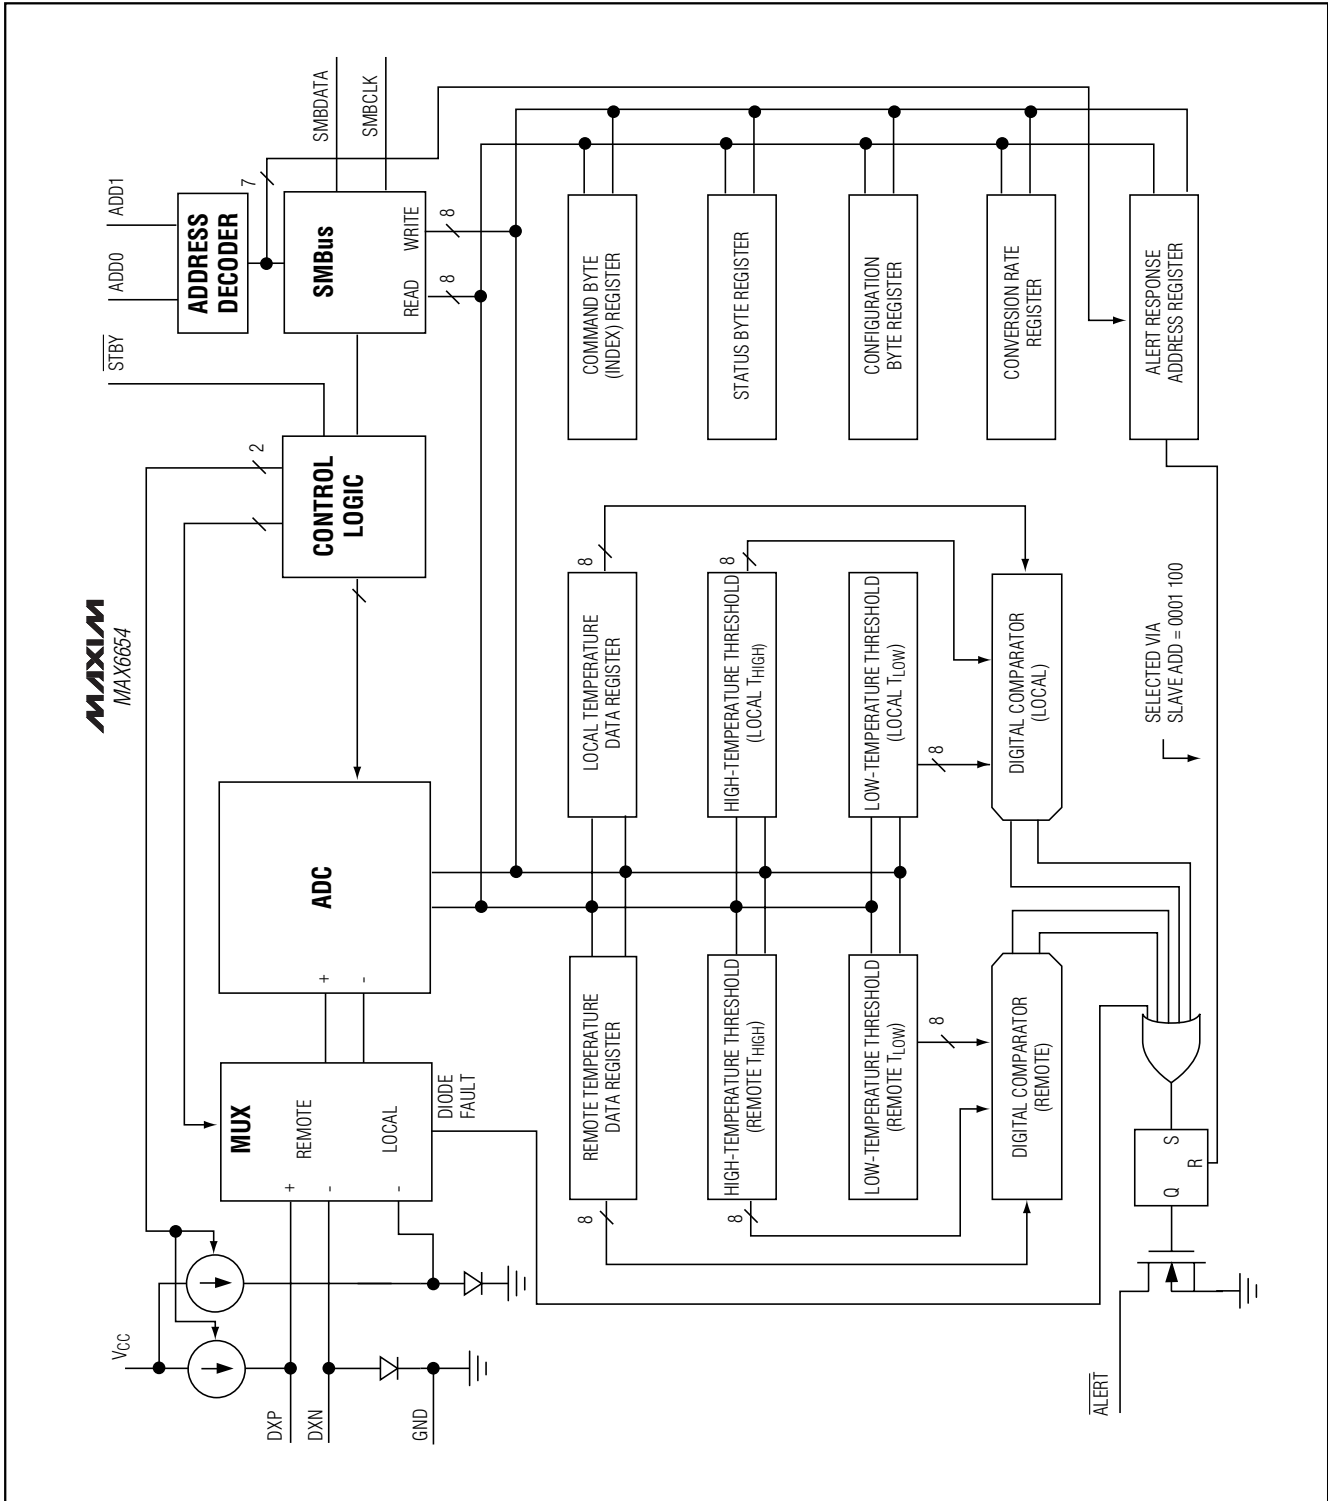 MAXIM
MAX6654
VCC
DXP
DXN
GND
+
-
-
MUX
REMOTE
LOCAL
DIODE
FAULT
+
-
ADC
2
CONTROL
LOGIC
STBY
ADD0
ADD1
ADDRESS
DECODER
7
SMBus
READ
WRITE
8
8
SMBDATA
SMBCLK
REMOTE TEMPERATURE
DATA REGISTER
8
HIGH-TEMPERATURE THRESHOLD
(REMOTE THIGH)
8
LOW-TEMPERATURE THRESHOLD
(REMOTE TLOW)
8
DIGITAL COMPARATOR
(REMOTE)
LOCAL TEMPERATURE
DATA REGISTER
8
HIGH-TEMPERATURE THRESHOLD
(LOCAL THIGH)
8
LOW-TEMPERATURE THRESHOLD
(LOCAL TLOW)
8
DIGITAL COMPARATOR
(LOCAL)
COMMAND BYTE
(INDEX) REGISTER
STATUS BYTE REGISTER
CONFIGURATION
BYTE REGISTER
CONVERSION RATE
REGISTER
ALERT RESPONSE
ADDRESS REGISTER
SELECTED VIA
SLAVE ADD = 0001 100
Q
S
R
ALERT